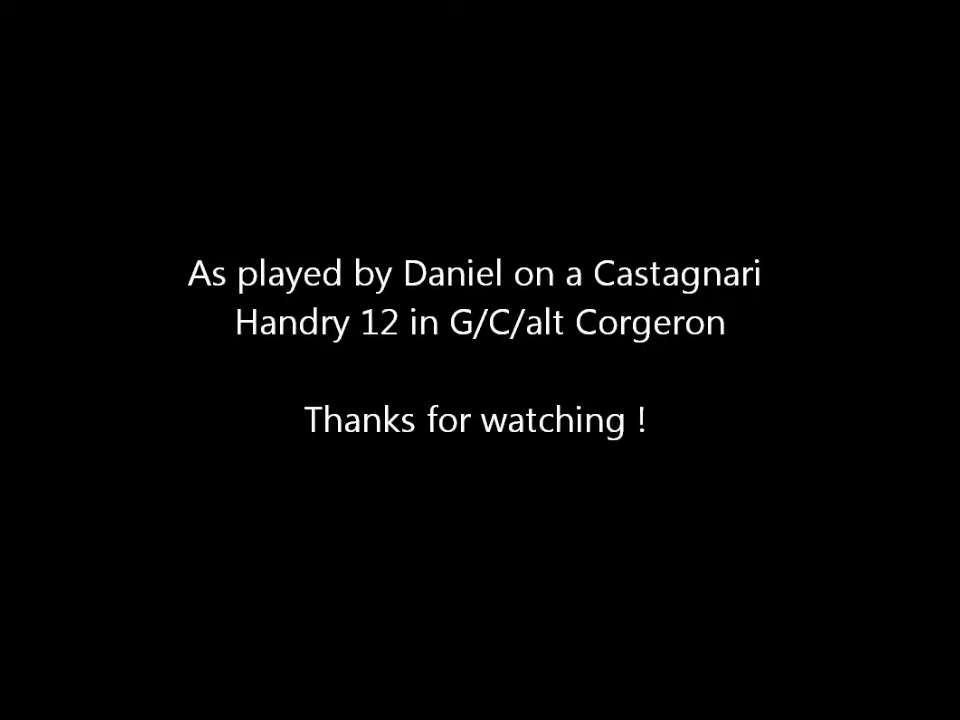 As played by Daniel on a Castagnari
Handry 12 in G/C/alt Corgeron
Thanks for watching !